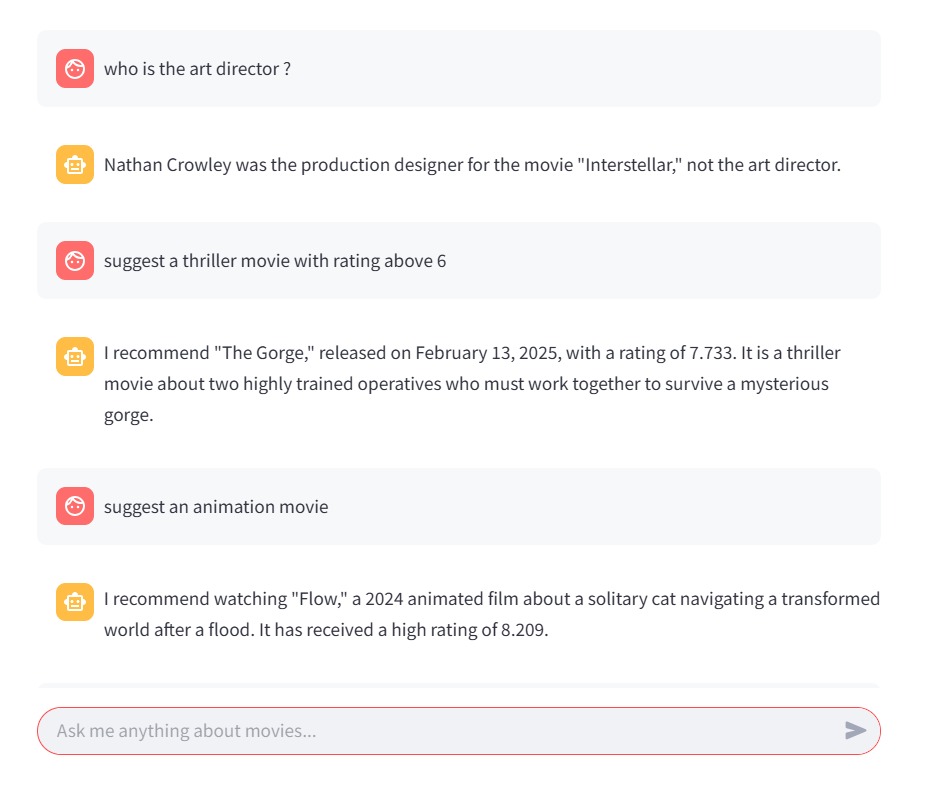 who is the art director ?
Nathan Crowley was the production designer for the movie "Interstellar," not the art director.
suggest a thriller movie with rating above 6
I recommend "The Gorge," released on February 13, 2025, with a rating of 7.733. It is a thriller
movie about two highly trained operatives who must work together to survive a mysterious
gorge.
suggest an animation movie
I recommend watching "Flow," a 2024 animated film about a solitary cat navigating a transformed
world after a flood. It has received a high rating of 8.209.
Ask me anything about movies...